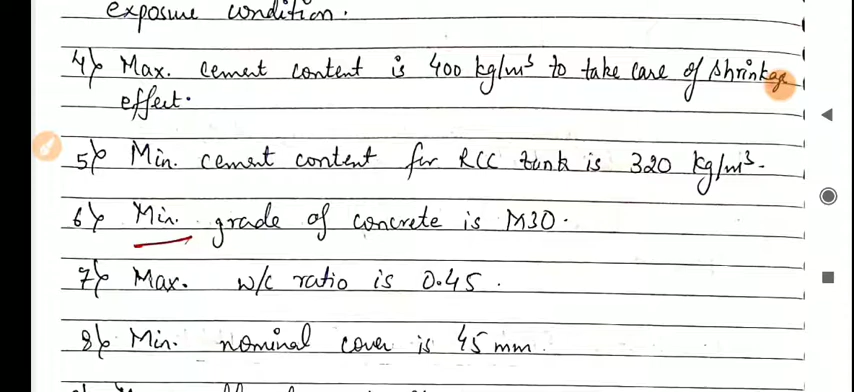 exposure condition.
4) Max. cement content is 400 kg/m³ to take care of shrinkage
effect.
5) Min. cement content for RCC tank is 320 kg/m³.
6) Min. grade of concrete is M30.
7) Max. w/c ratio is 0.45.
8) Min. nominal cover is 45 mm.